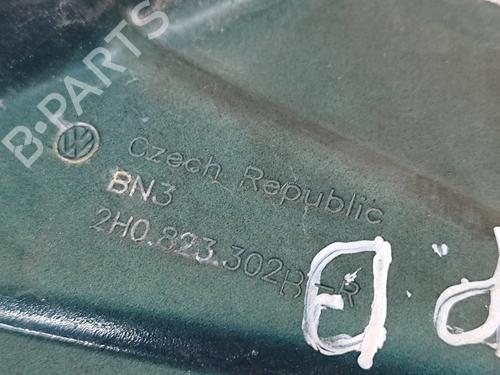 B-PARTS
Czech Republic
BN3
2H0.823.302B-R